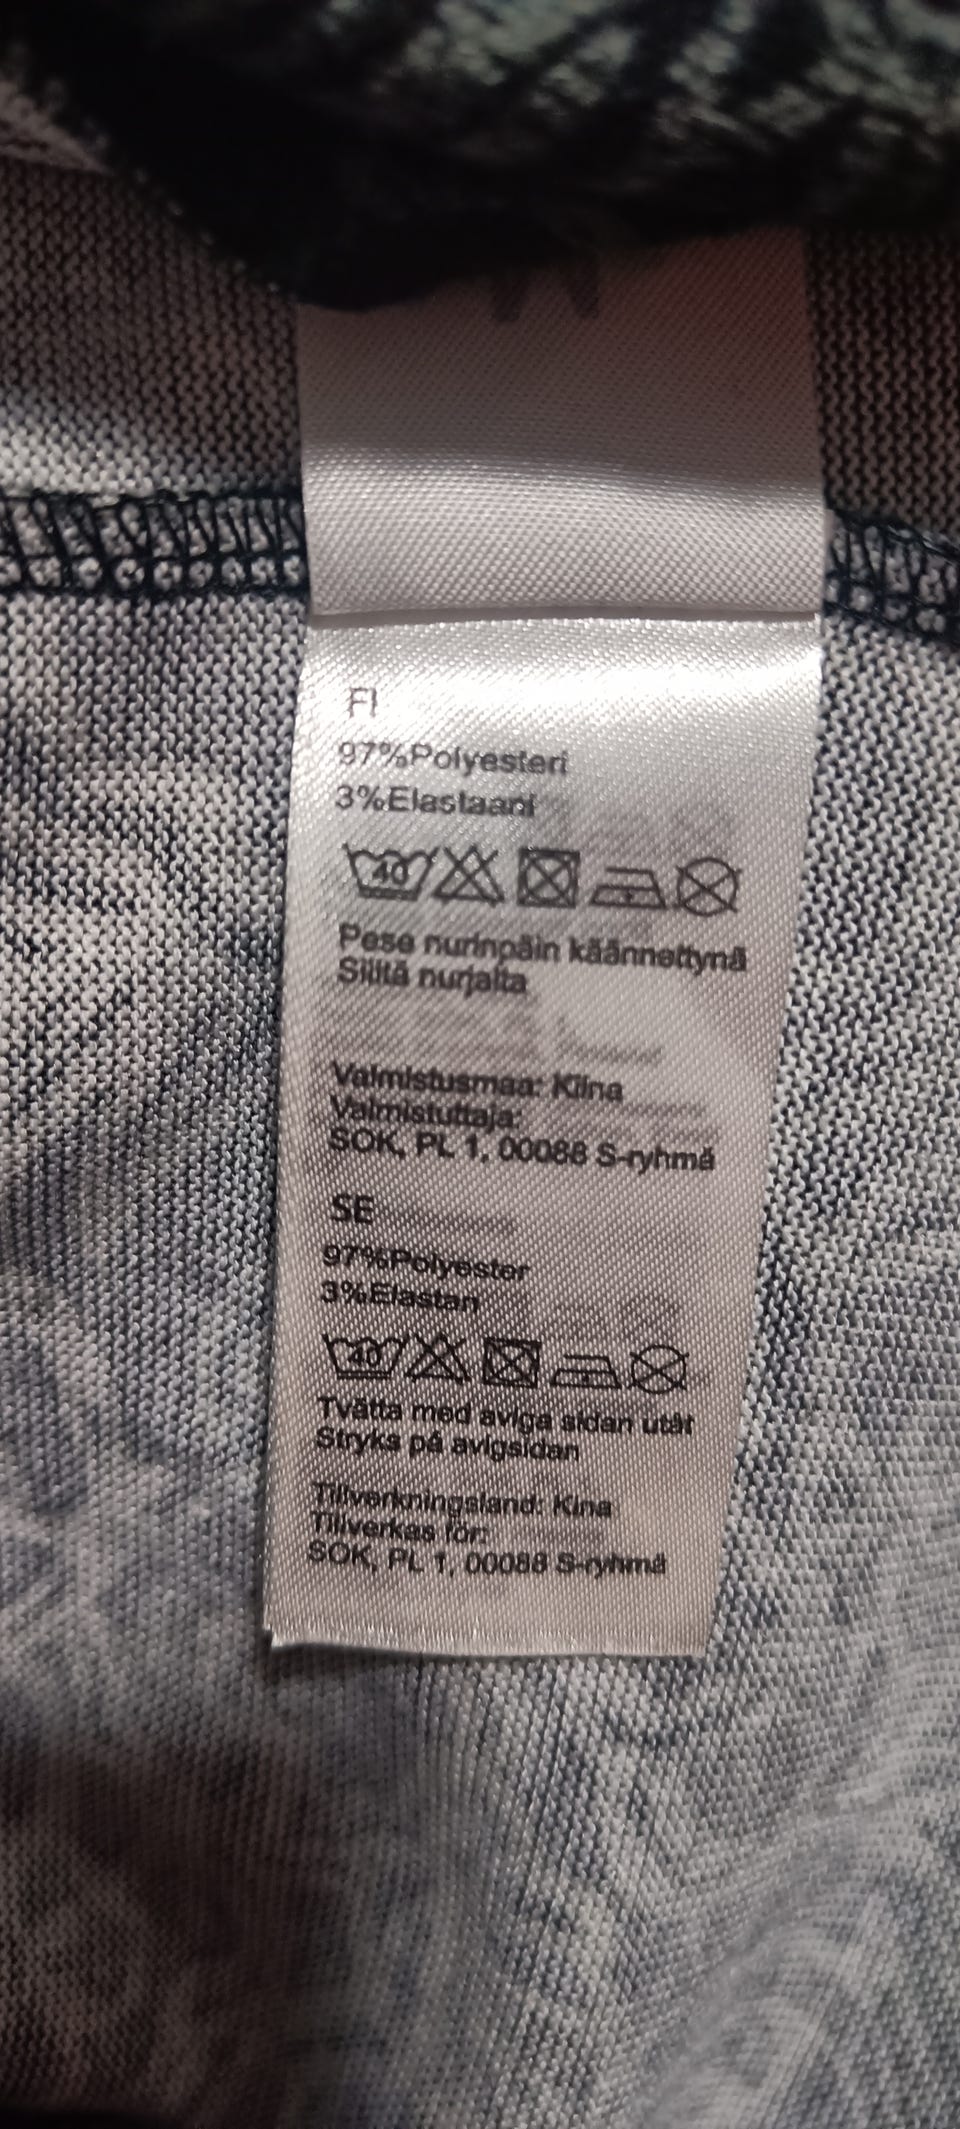 M
FI
97%Polyesteri
3%Elastaani
40
Pese nurinpäin käännettynä
Silitä nurjalta
Valmistusmaa: Kiina
Valmistuttaja:
SOK, PL 1, 00088 S-ryhmä
SE
97%Polyester
3%Elastan
40
Tvätta med aviga sidan utåt
Stryks på avigsidan
Tillverkningsland: Kina
Tillverkas för:
SOK, PL 1, 00088 S-ryhmä